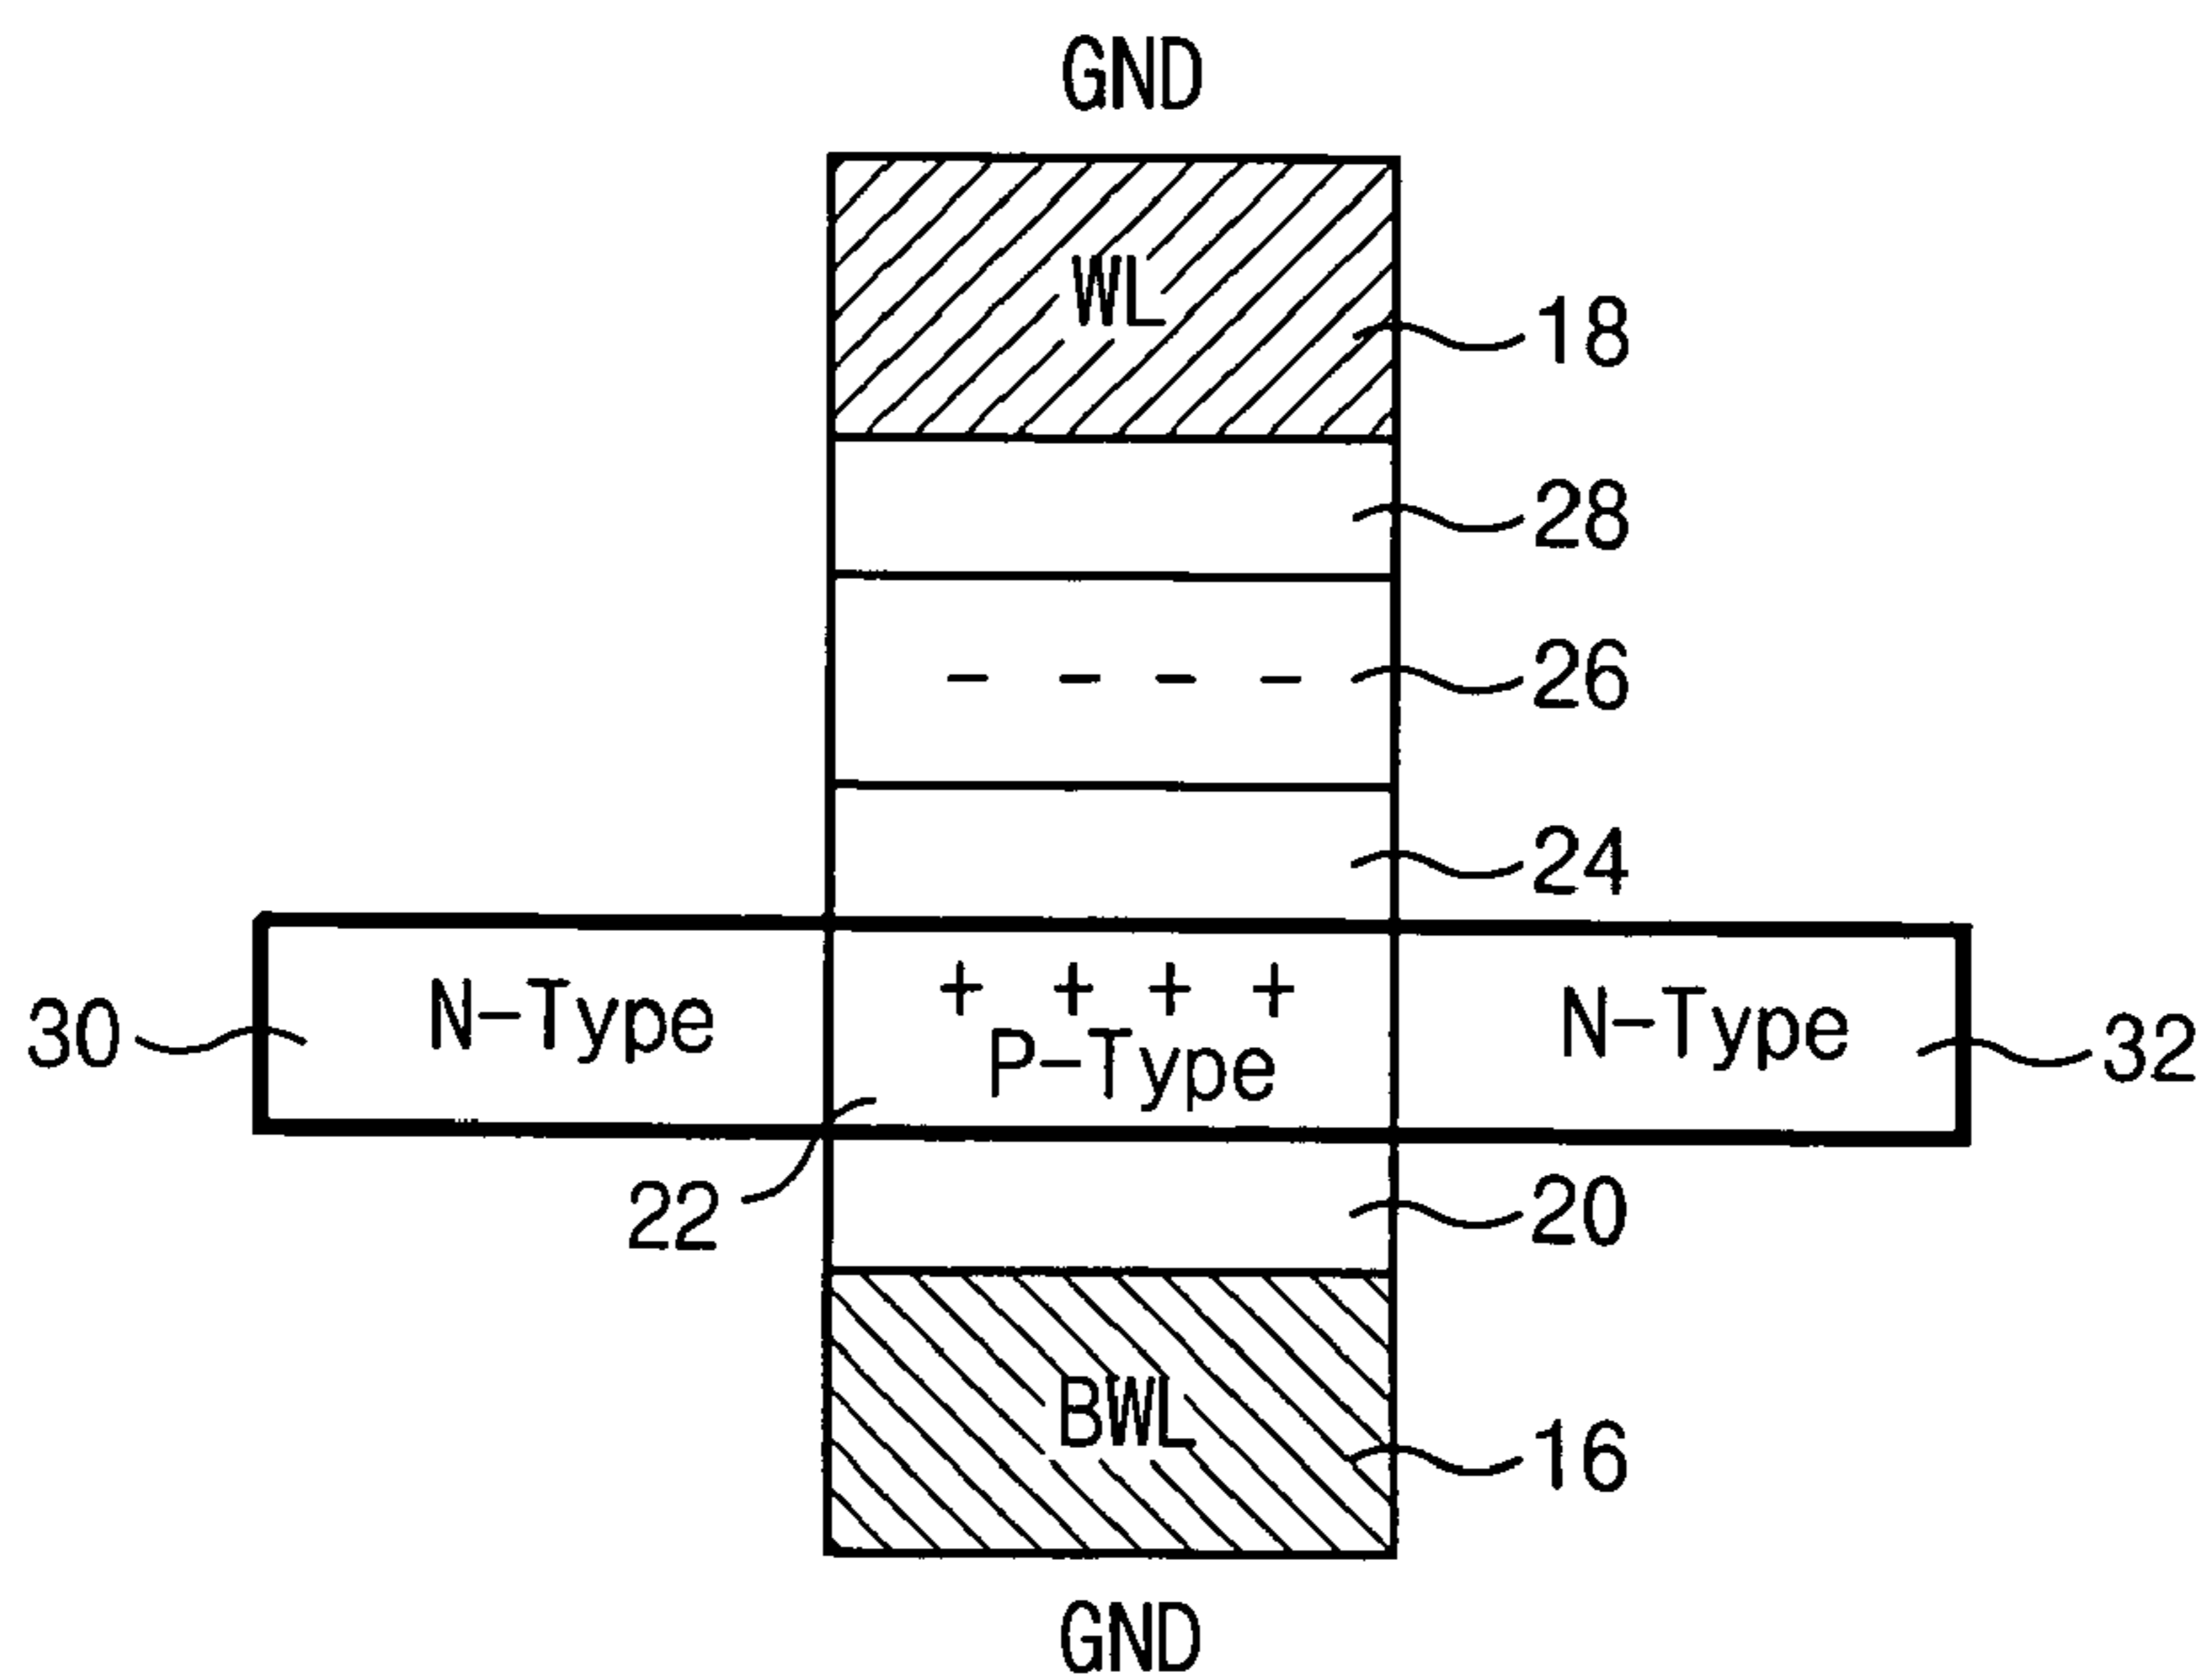 GND
WL
18
28
- - - -
26
24
+ + + +
N-Type
P-Type
N-Type
30
32
22
20
BWL
16
GND